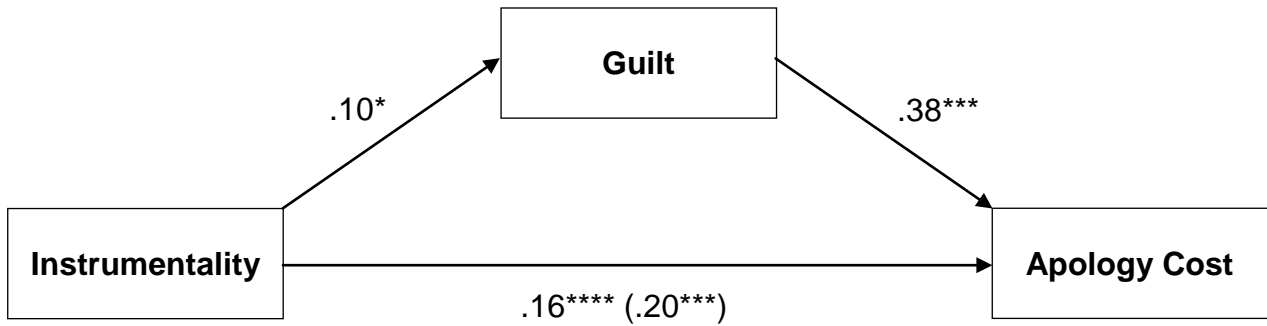 Guilt
.10*
.38***
Instrumentality
Apology Cost
.16**** (.20***)